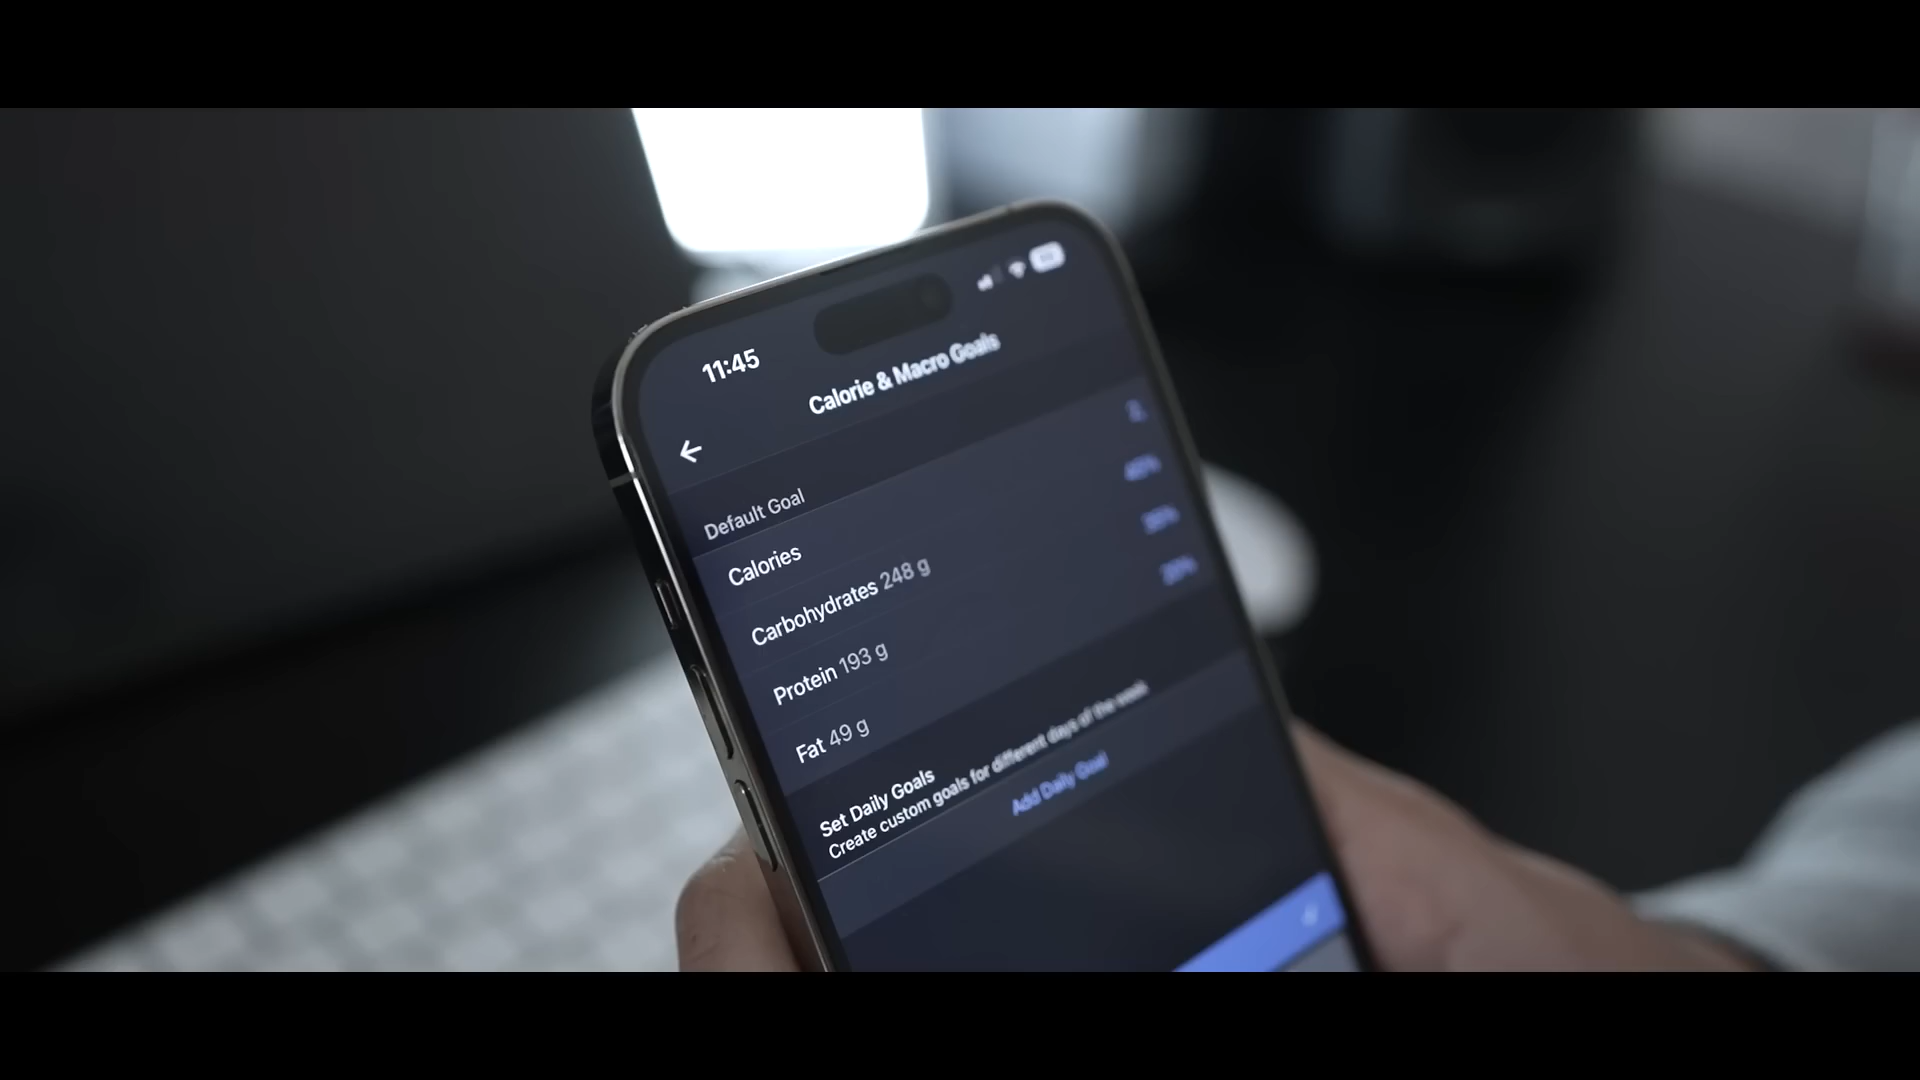 11:45
Calorie & Macro Goals
Default Goal
Calories
Carbohydrates 248 g
Protein 193 g
Fat 49 g
Set Daily Goals
Create custom goals for different days of the week
Add Daily Goal